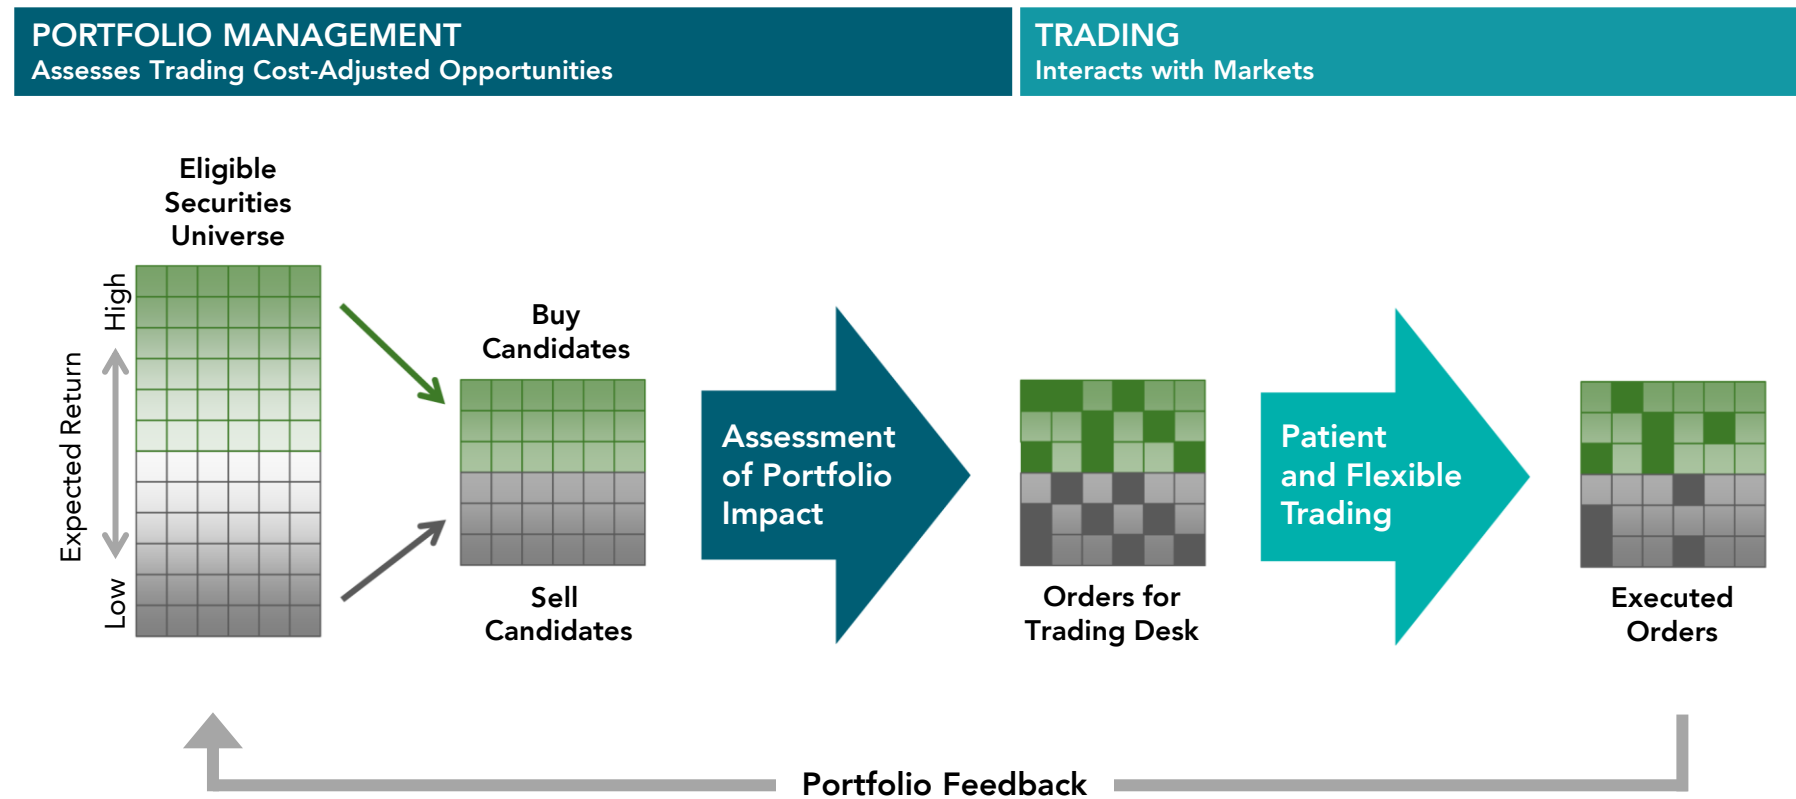 PORTFOLIO MANAGEMENT
Assesses Trading Cost-Adjusted Opportunities
TRADING
Interacts with Markets
Eligible
Securities
Universe
High
Expected Return
Low
Buy
Candidates
Sell
Candidates
Assessment
of Portfolio
Impact
Orders for
Trading Desk
Patient
and Flexible
Trading
Executed
Orders
Portfolio Feedback